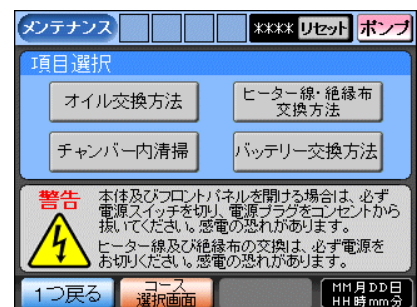 メンテナンス
**** リセット ポンプ
項目選択
オイル交換方法
ヒーター線・絶縁布
交換方法
チャンバー内清掃
バッテリー交換方法
警告
本体及びフロントパネルを開ける場合は、必ず
電源スイッチを切り、電源プラグをコンセントから
抜いてください。感電の恐れがあります。
ヒーター線及び絶縁布の交換は、必ず電源を
お切りください。感電の恐れがあります。
1つ戻る
コース
選択画面
MM月DD日
HH時mm分